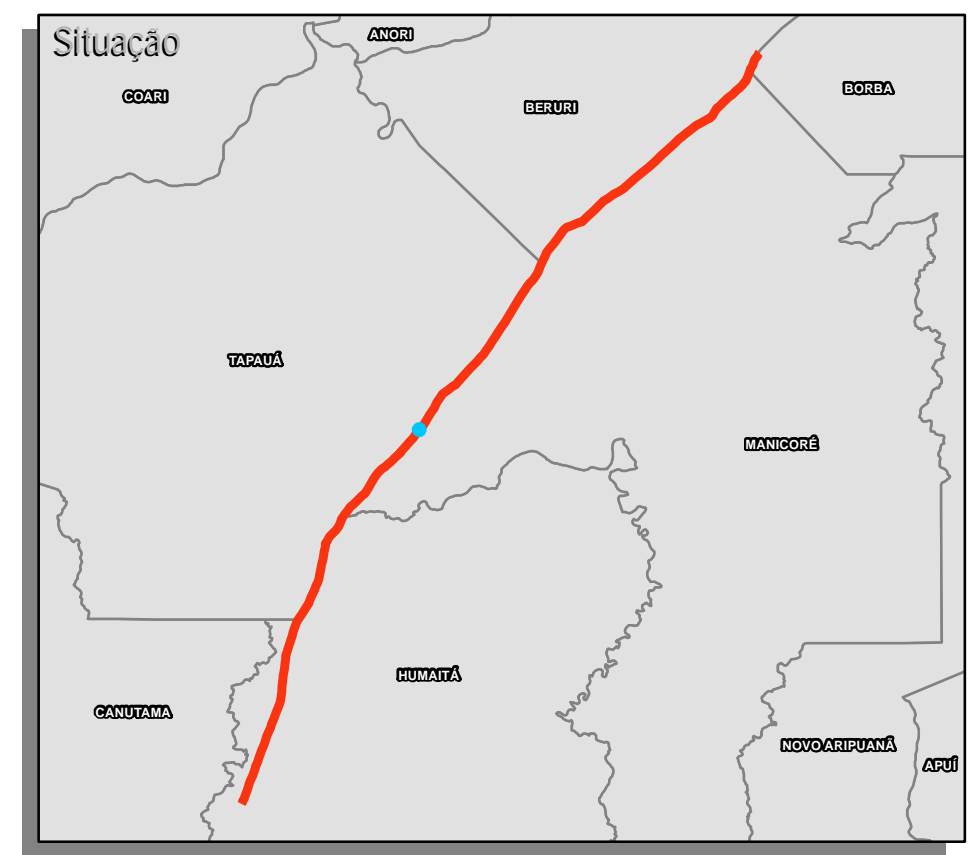 Situação
ANORI
COARI
BORBA
BERURI
TAPAUÁ
MANICORÉ
HUMAITÁ
CANUTAMA
NOVO ARIPUANÃ
APUÍ